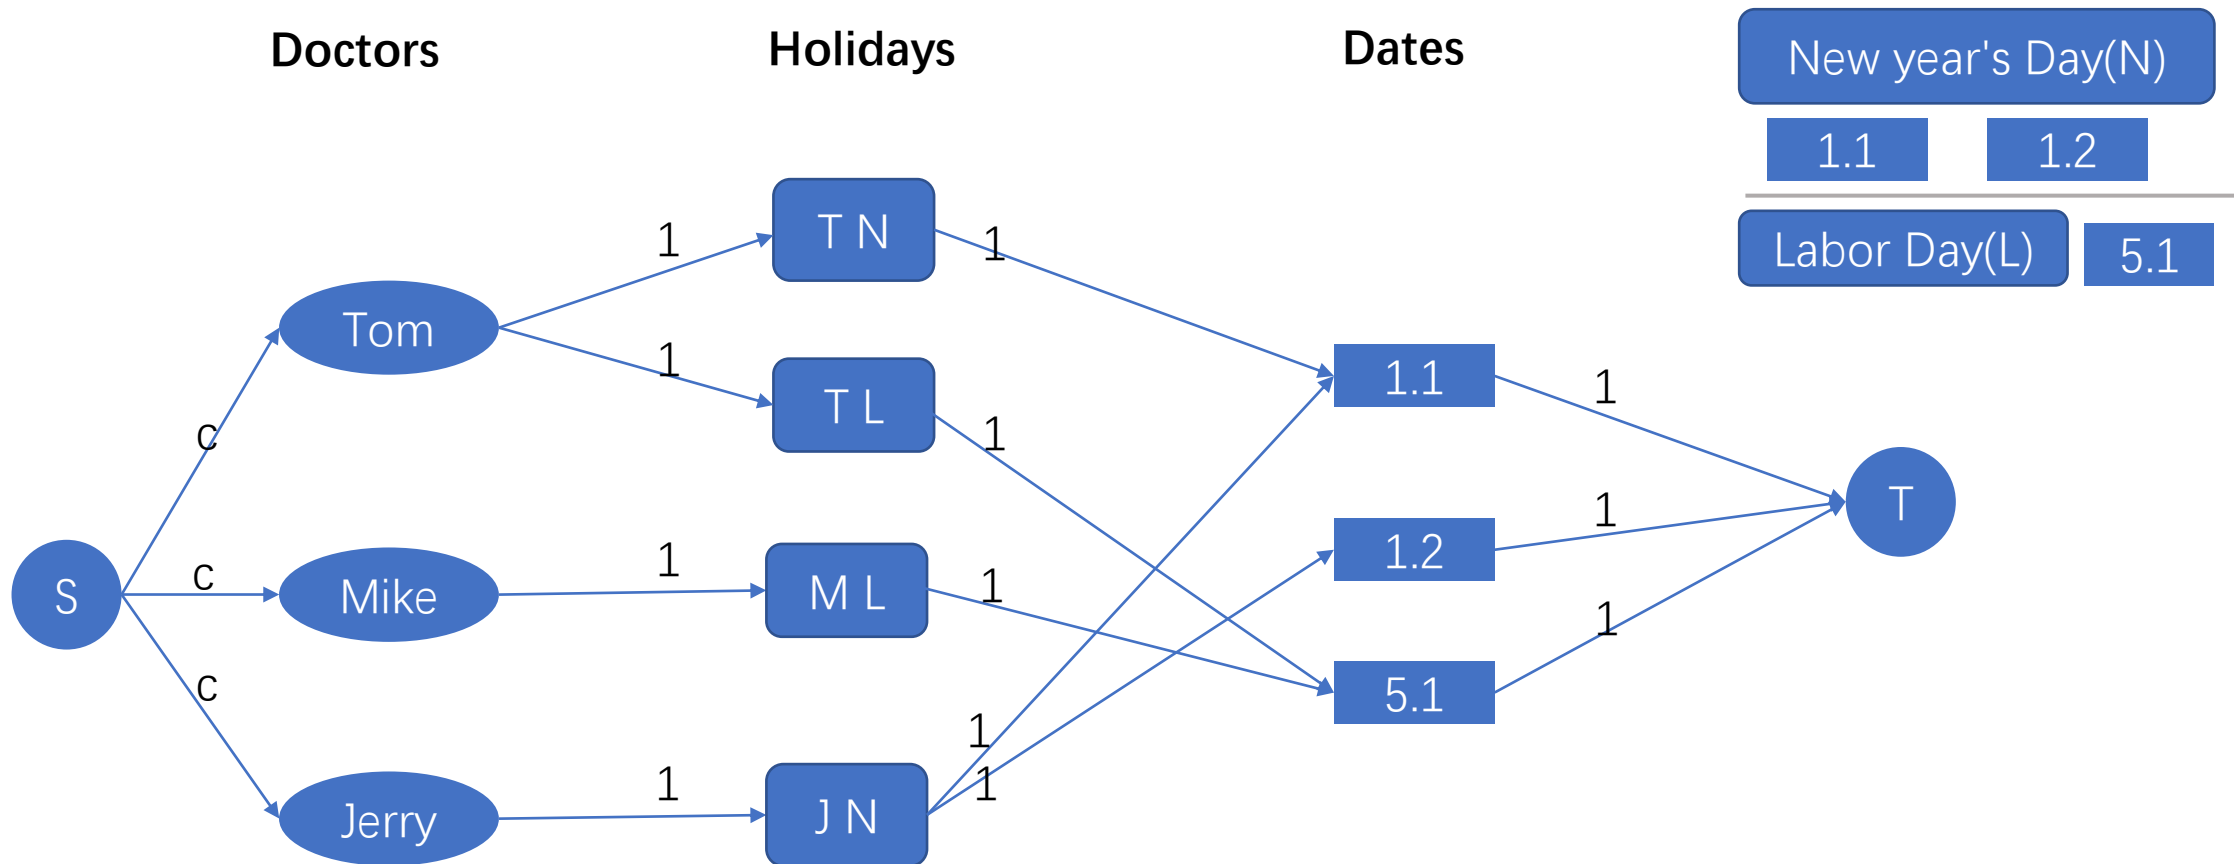 Doctors
Holidays
Dates
New year's Day(N)
1.1
1.2
Labor Day(L)
5.1
S
c
c
c
Tom
Mike
Jerry
1
1
1
1
T N
T L
M L
J N
1
1
1
1
1
1.1
1.2
5.1
1
1
1
T